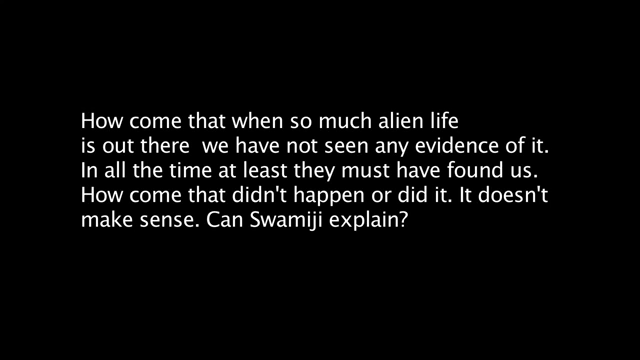 How come that when so much alien life
is out there  we have not seen any evidence of it.
In all the time at least they must have found us.
How come that didn't happen or did it. It doesn't
make sense. Can Swamiji explain?